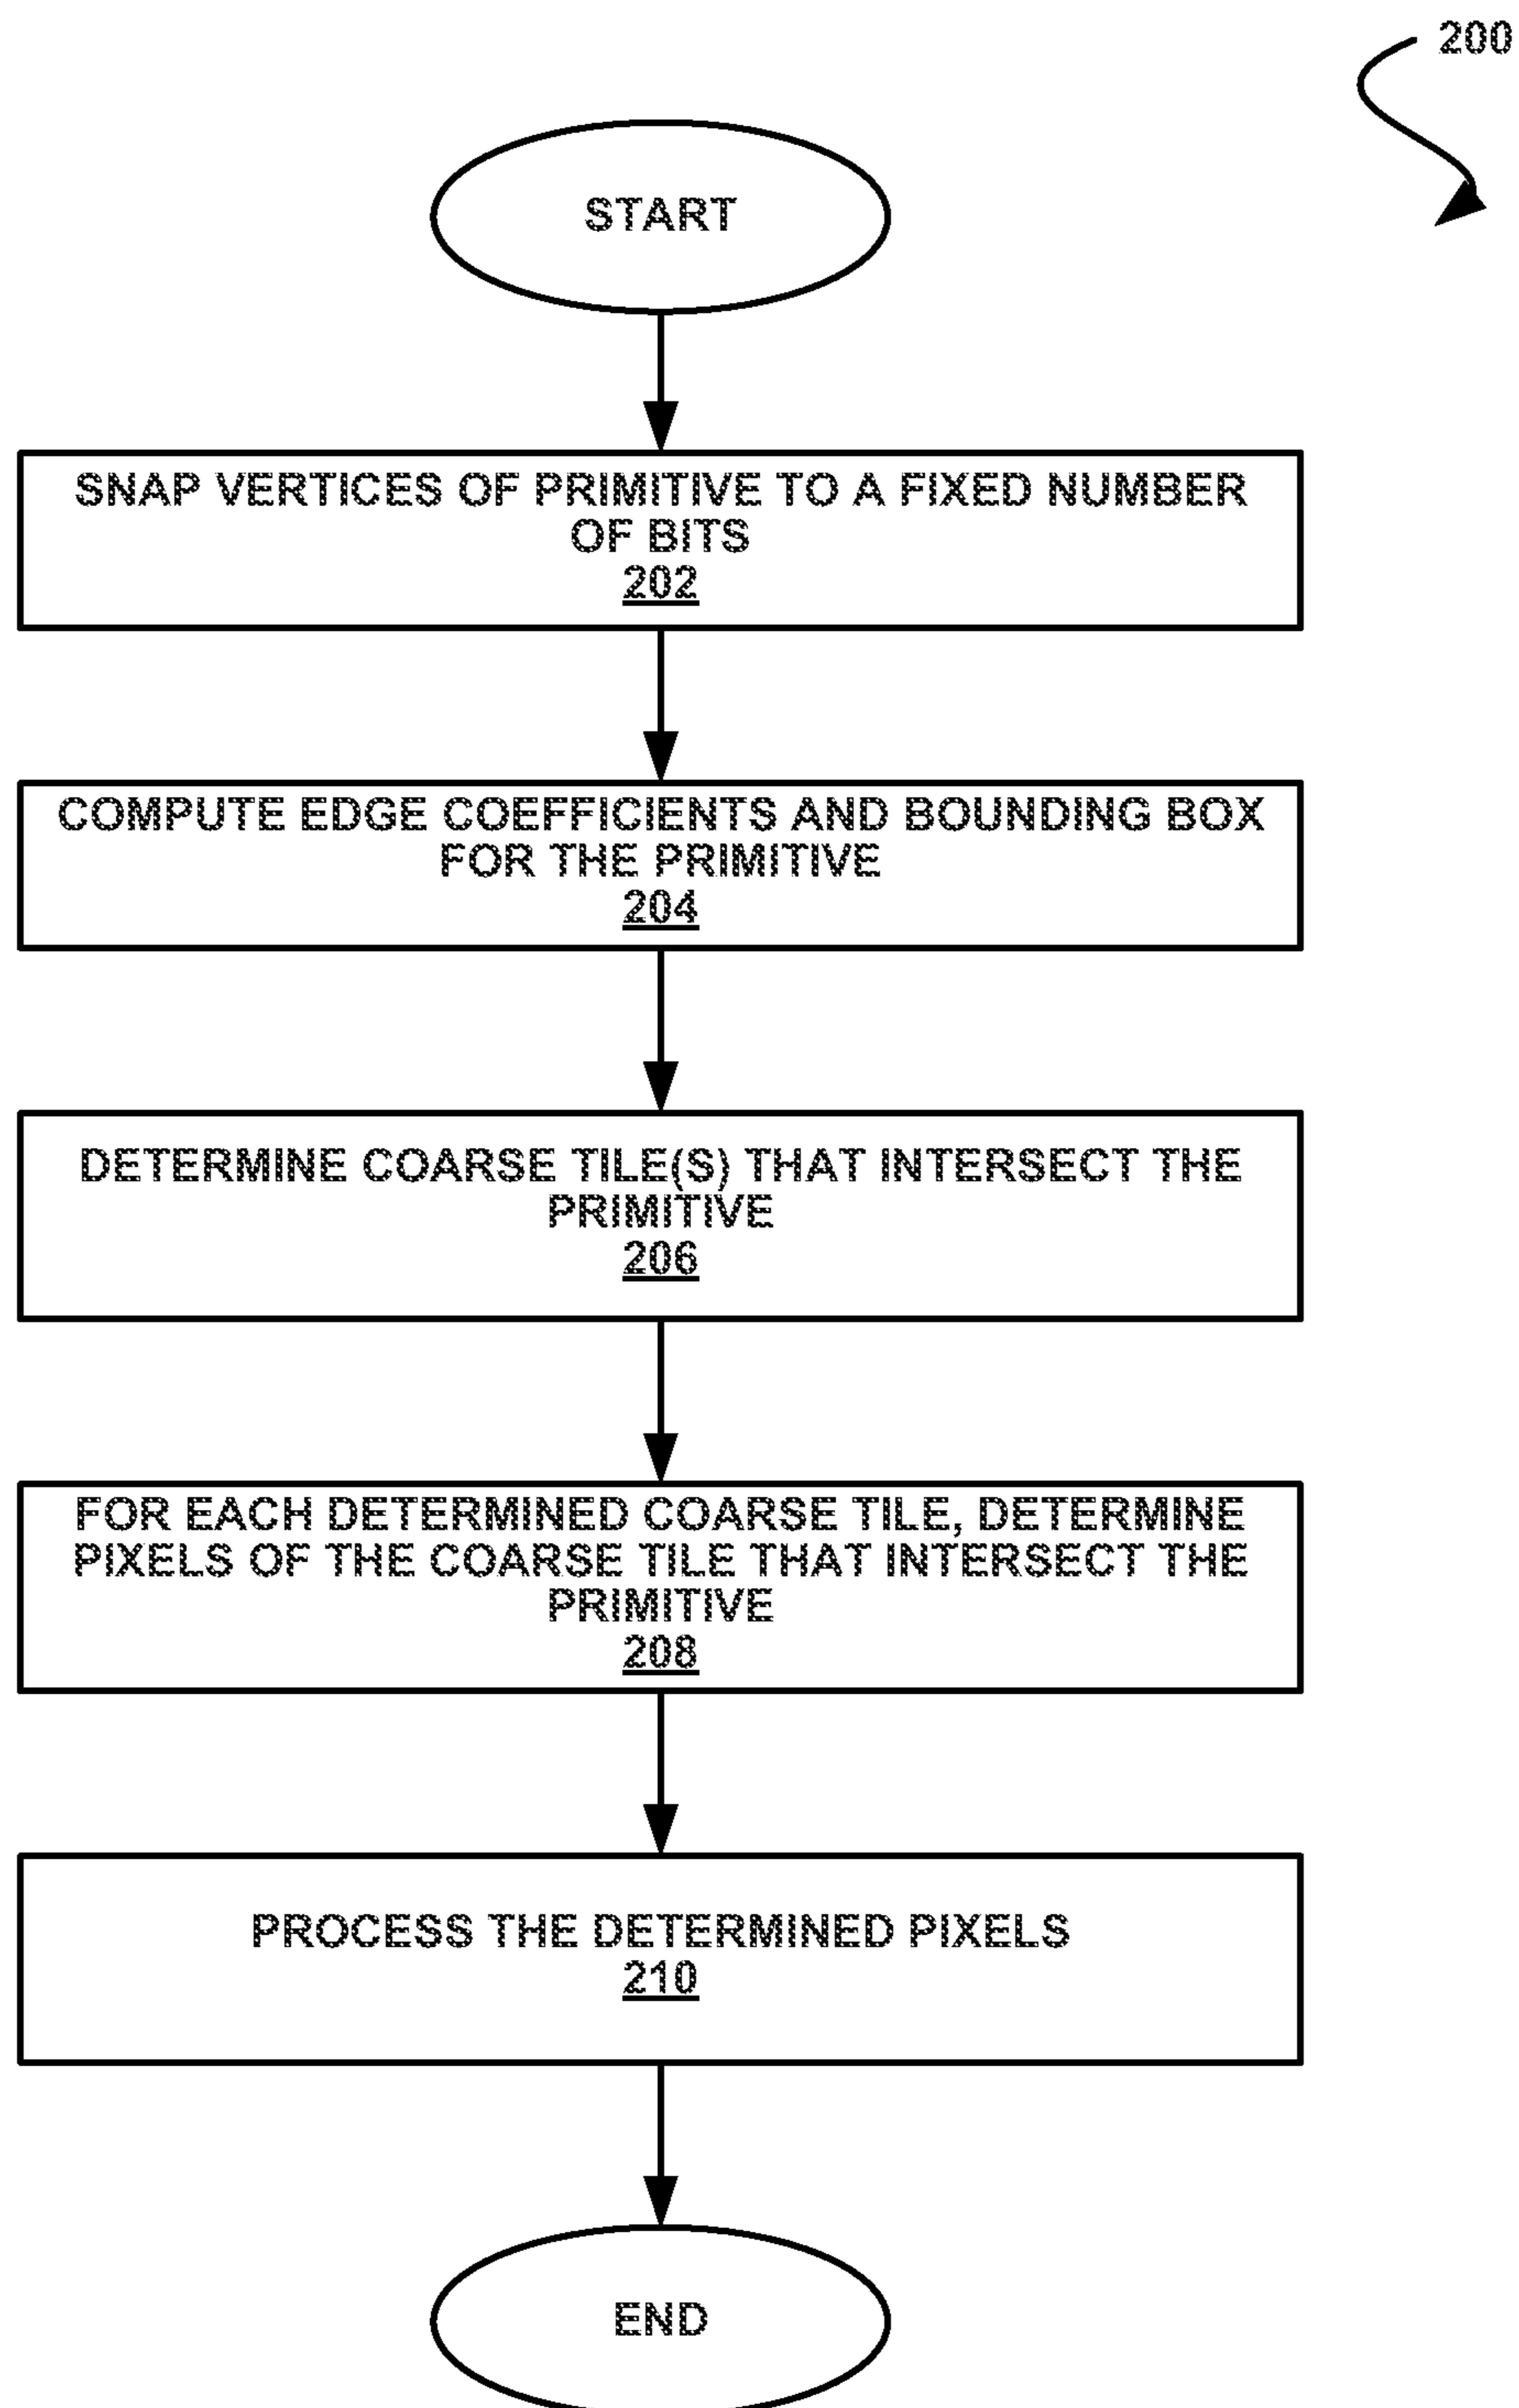 200
START
SNAP VERTICES OF PRIMITIVE TO A FIXED NUMBER
OF BITS
202
COMPUTE EDGE COEFFICIENTS AND BOUNDING BOX
FOR THE PRIMITIVE
204
DETERMINE COARSE TILE(S) THAT INTERSECT THE
PRIMITIVE
206
FOR EACH DETERMINED COARSE TILE, DETERMINE
PIXELS OF THE COARSE TILE THAT INTERSECT THE
PRIMITIVE
208
PROCESS THE DETERMINED PIXELS
210
END